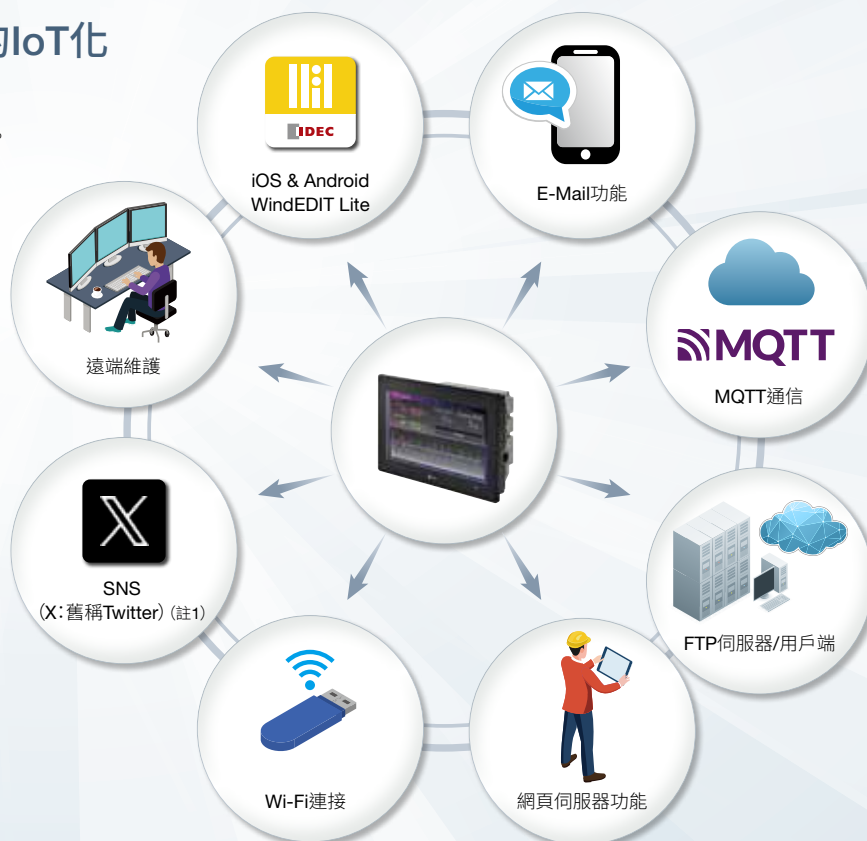 的IoT化
IDEC
iOS & Android
WindEDIT Lite
E-Mail功能
遠端維護
MQTT
MQTT通信
SNS
(X:舊稱Twitter) (註1)
FTP伺服器/用戶端
Wi-Fi連接
網頁伺服器功能